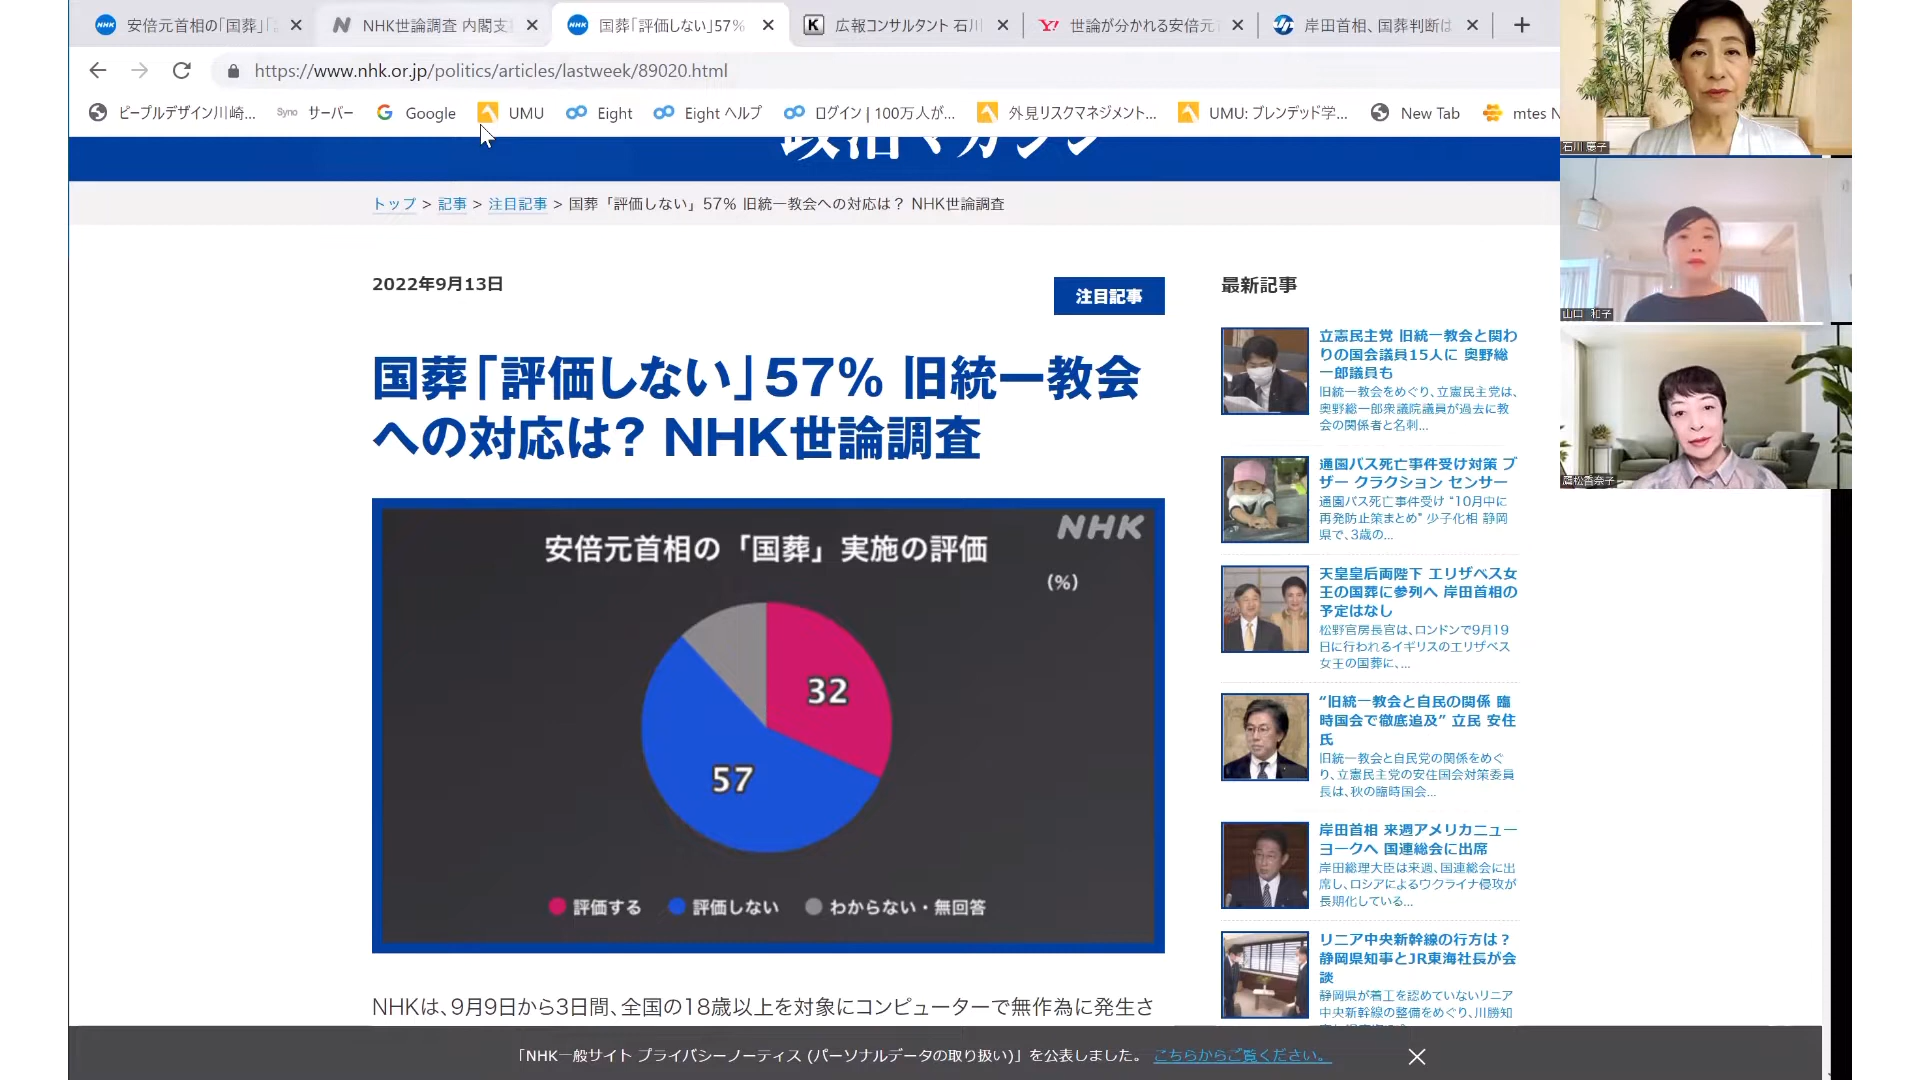 安倍元首相の「国葬」「
NHK世論調査 内閣支
国葬「評価しない」57%
広報コンサルタント 石川
世論が分かれる安倍元
岸田首相、国葬判断は
https://www.nhk.or.jp/politics/articles/lastweek/89020.html
ピープルデザイン川崎...
Syno サーバー
Google
UMU
Eight
Eight ヘルプ
ログイン | 100万人が...
外見リスクマネジメント...
UMU: ブレンデッド学...
New Tab
mtes N
政治マガジン
トップ > 記事 > 注目記事 > 国葬「評価しない」57% 旧統一教会への対応は? NHK世論調査
2022年9月13日
注目記事
国葬「評価しない」57% 旧統一教会
への対応は? NHK世論調査
NHK
安倍元首相の「国葬」実施の評価
(%)
32
57
評価する 評価しない わからない・無回答
NHKは、9月9日から3日間、全国の18歳以上を対象にコンピューターで無作為に発生さ
最新記事
立憲民主党 旧統一教会と関わ
りの国会議員15人に 奥野総
一郎議員も
旧統一教会をめぐり、立憲民主党は、
奥野総一郎衆議院議員が過去に教
会の関係者と名刺...
通園バス死亡事件受け対策 ブ
ザー クラクション センサー
通園バス死亡事件受け “10月中に
再発防止策まとめ” 少子化相 静岡
県で、3歳の...
天皇皇后両陛下 エリザベス女
王の国葬に参列へ 岸田首相の
予定はなし
松野官房長官は、ロンドンで9月19
日に行われるイギリスのエリザベス
女王の国葬に、...
“旧統一教会と自民の関係 臨
時国会で徹底追及” 立民 安住
氏
旧統一教会と自民党の関係をめぐ
り、立憲民主党の安住国会対策委員
長は、秋の臨時国会...
岸田首相 来週アメリカニュー
ヨークへ 国連総会に出席
岸田総理大臣は来週、国連総会に出
席し、ロシアによるウクライナ侵攻が
長期化している...
リニア中央新幹線の行方は?
静岡県知事とJR東海社長が会
談
静岡県が着工を認めていないリニア
中央新幹線の整備をめぐり、川勝知
「NHK一般サイト プライバシーノーティス (パーソナルデータの取り扱い)」を公表しました。 こちらからご覧ください。
石川 慶子
山口 和子